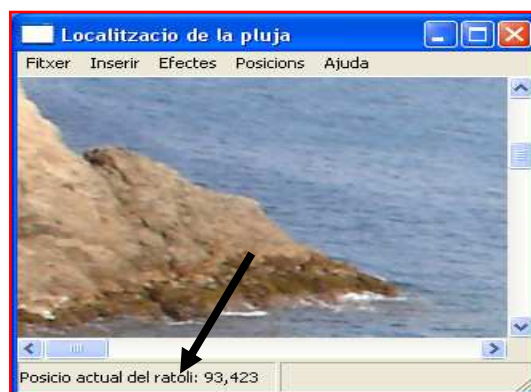 Localitzacio de la pluja
Fitxer Inserir Efectes Posicions Ajuda
Posicio actual del ratoli: 93,423